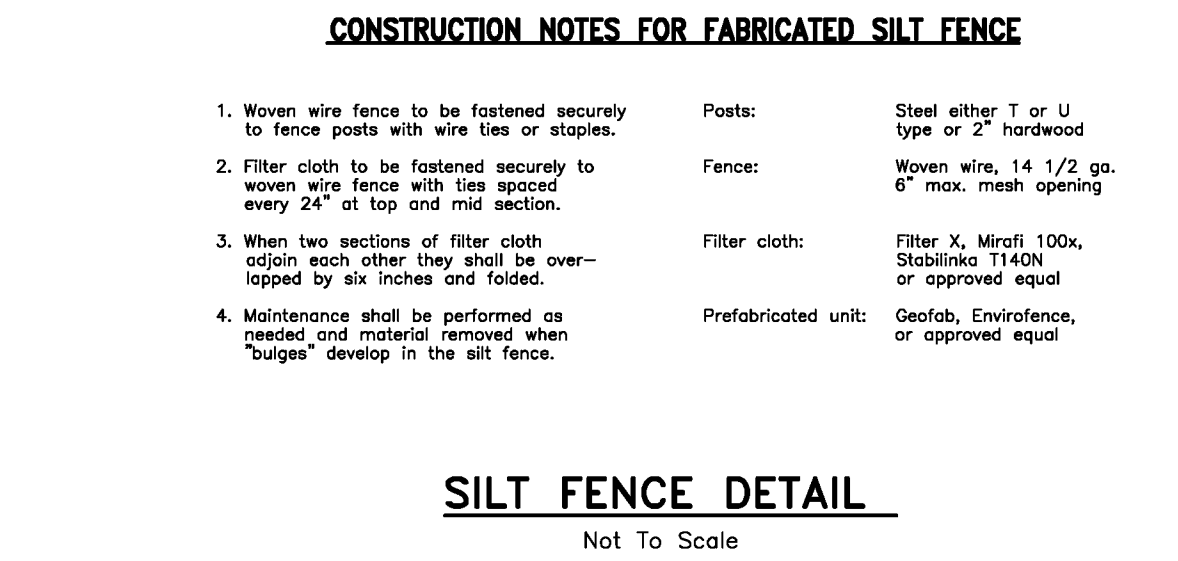 CONSTRUCTION NOTES FOR FABRICATED SILT FENCE
1. Woven wire fence to be fastened securely
to fence posts with wire ties or staples.
2. Filter cloth to be fastened securely to
woven wire fence with ties spaced
every 24" at top and mid section.
3. When two sections of filter cloth
adjoin each other they shall be over-
lapped by six inches and folded.
4. Maintenance shall be performed as
needed and material removed when
"bulges" develop in the silt fence.
Posts: Steel either T or U
type or 2" hardwood
Fence: Woven wire, 14 1/2 ga.
6" max. mesh opening
Filter cloth: Filter X, Mirafi 100x,
Stabilinka T140N
or approved equal
Prefabricated unit: Geofab, Envirofence,
or approved equal
SILT FENCE DETAIL
Not To Scale